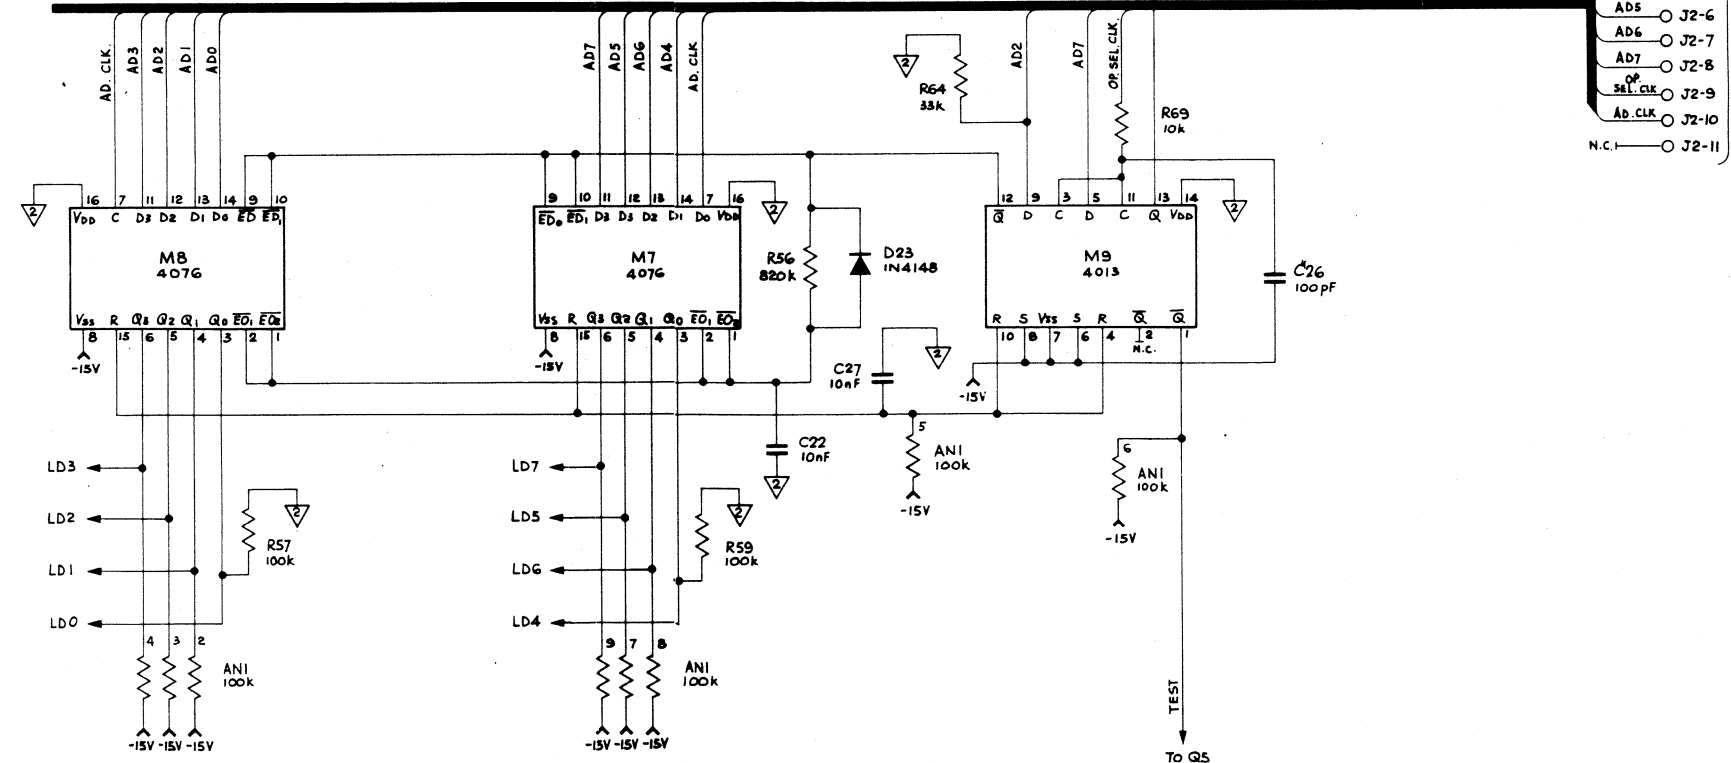 AD5 J2-6
AD6 J2-7
AD7 J2-8
OP. SEL.CLK J2-9
AD.CLK J2-10
N.C. J2-11
AD. CLK.
AD3
AD2
AD1
AD0
AD7
AD5
AD6
AD4
AD. CLK
AD2
AD7
OP. SEL. CLK
2
R64
33k
R69
10k
16 7 11 12 13 14 9 10
2
VDD C D3 D2 D1 D0 ED ED1
M8
4076
VSS R Q3 Q2 Q1 Q0 EO1 EO2
8 15 6 5 4 3 2 1
-15V
9 10 11 12 13 14 7 16
2
ED0 ED1 D3 D3 D2 D1 D0 VDD
M7
4076
VSS R Q3 Q2 Q1 Q0 EO1
8 15 6 5 4 3 2 1
-15V
R56
820k
D23
1N4148
12 9 3 5 11 13 14
2
Q D C D C Q VDD
M9
4013
R S VSS S R Q Q
10 8 7 6 4 2 1
N.C.
C26
100pF
-15V
C27
10nF
2
C22
10nF
2
5
AN1
100k
-15V
6
AN1
100k
-15V
LD3
LD2
LD1
LD0
2
R57
100k
4 3 2
AN1
100k
-15V -15V -15V
LD7
LD5
LD6
LD4
2
R59
100k
9 7 8
AN1
100k
-15V -15V -15V
TEST
TO Q5